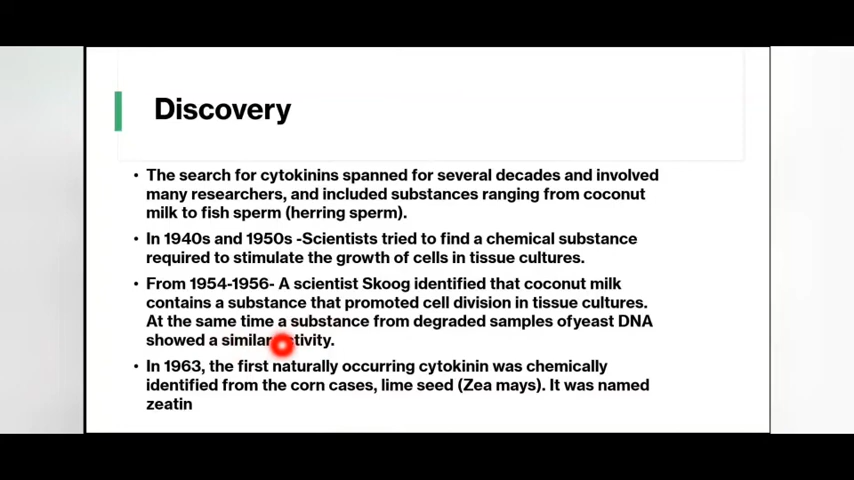 Discovery
• The search for cytokinins spanned for several decades and involved
many researchers, and included substances ranging from coconut
milk to fish sperm (herring sperm).
• In 1940s and 1950s -Scientists tried to find a chemical substance
required to stimulate the growth of cells in tissue cultures.
• From 1954-1956- A scientist Skoog identified that coconut milk
contains a substance that promoted cell division in tissue cultures.
At the same time a substance from degraded samples ofyeast DNA
showed a similar activity.
• In 1963, the first naturally occurring cytokinin was chemically
identified from the corn cases, lime seed (Zea mays). It was named
zeatin